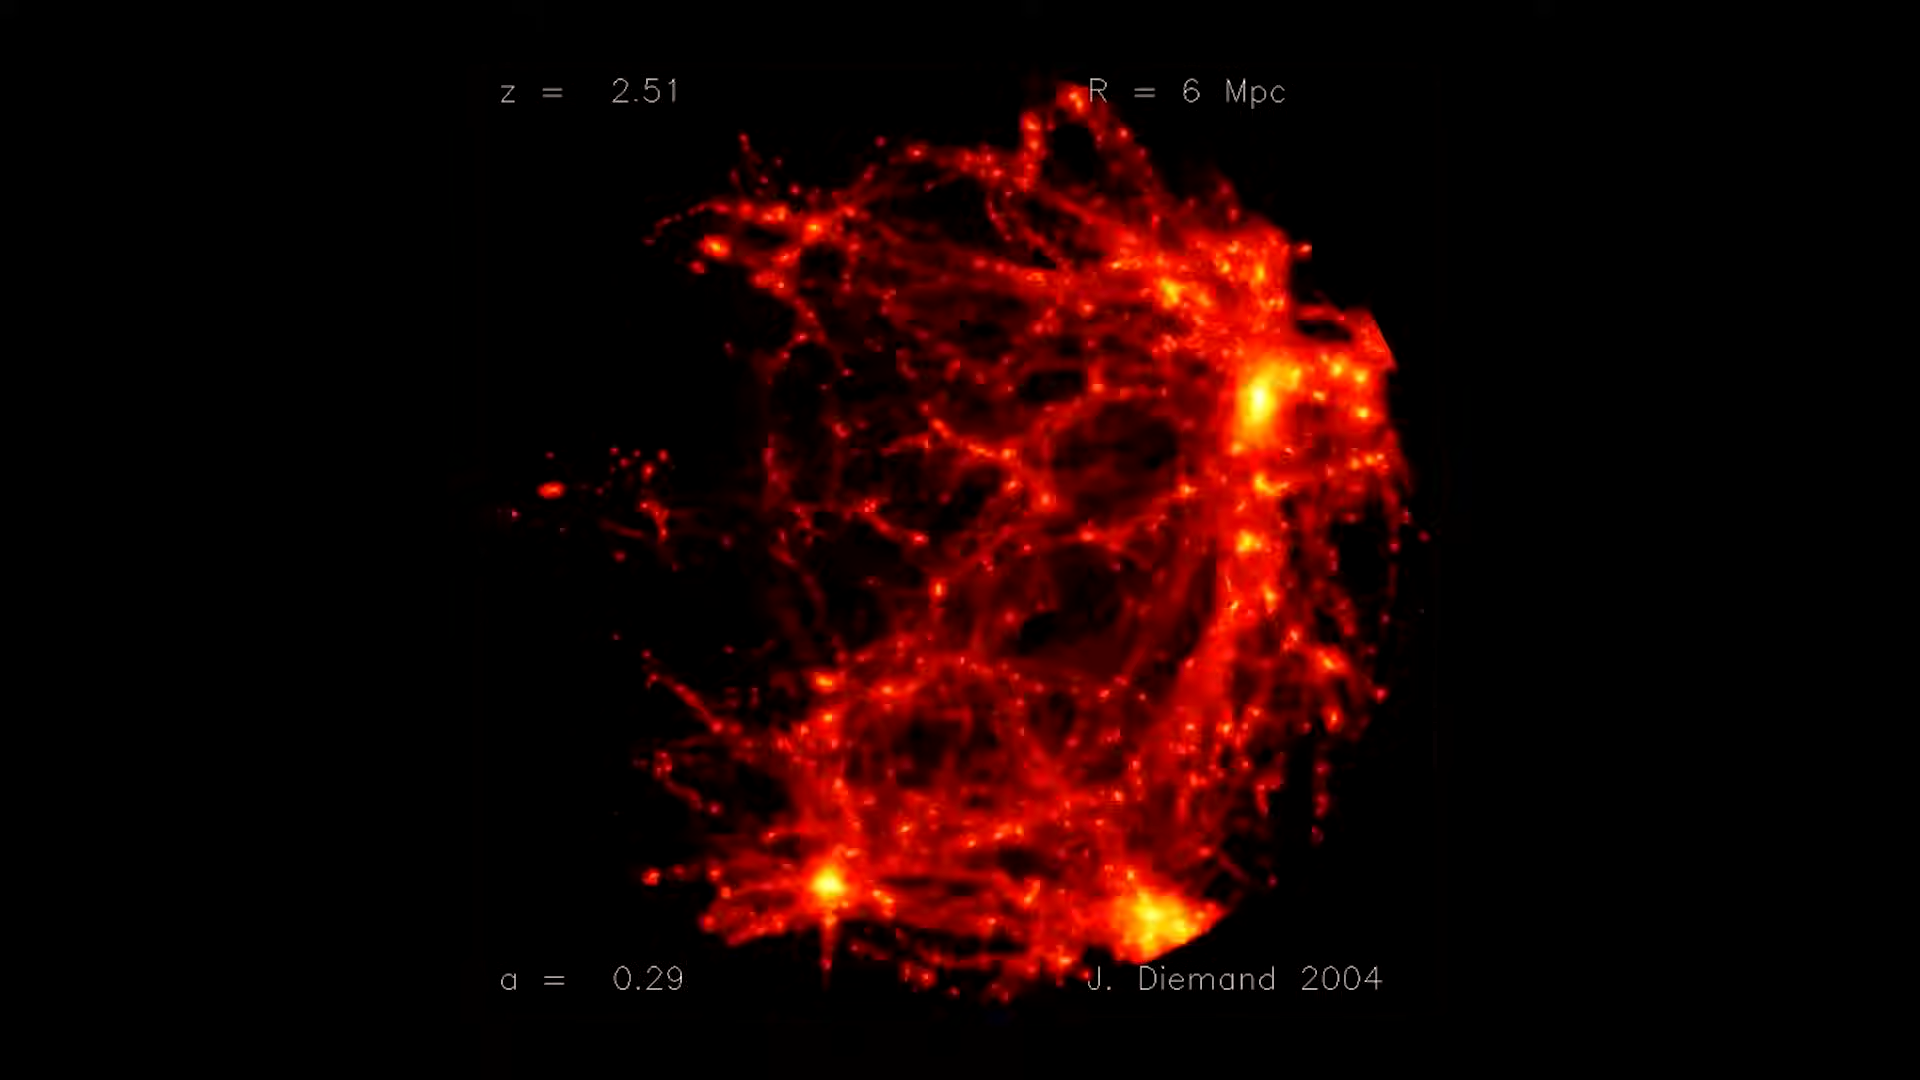 z = 2.51
R = 6 Mpc
a = 0.29
J. Diemand 2004